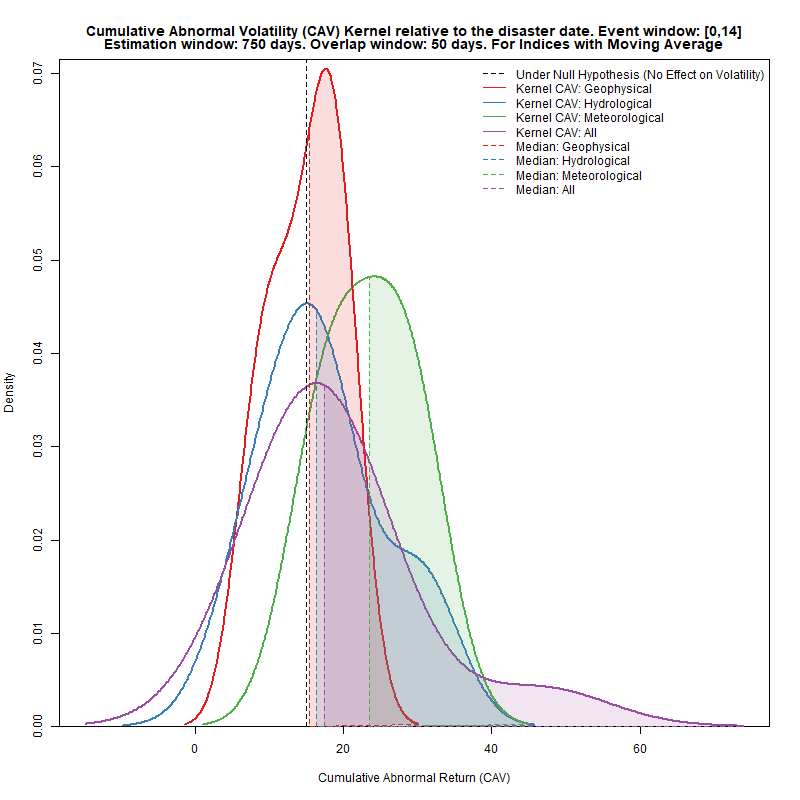 Cumulative Abnormal Volatility (CAV) Kernel relative to the disaster date. Event window: [0,14]
Estimation window: 750 days. Overlap window: 50 days. For Indices with Moving Average
Under Null Hypothesis (No Effect on Volatility)
Kernel CAV: Geophysical
Kernel CAV: Hydrological
Kernel CAV: Meteorological
Kernel CAV: All
Median: Geophysical
Median: Hydrological
Median: Meteorological
Median: All
0.07
0.06
0.05
0.04
0.03
0.02
0.01
0.00
Density
0 20 40 60
Cumulative Abnormal Return (CAV)